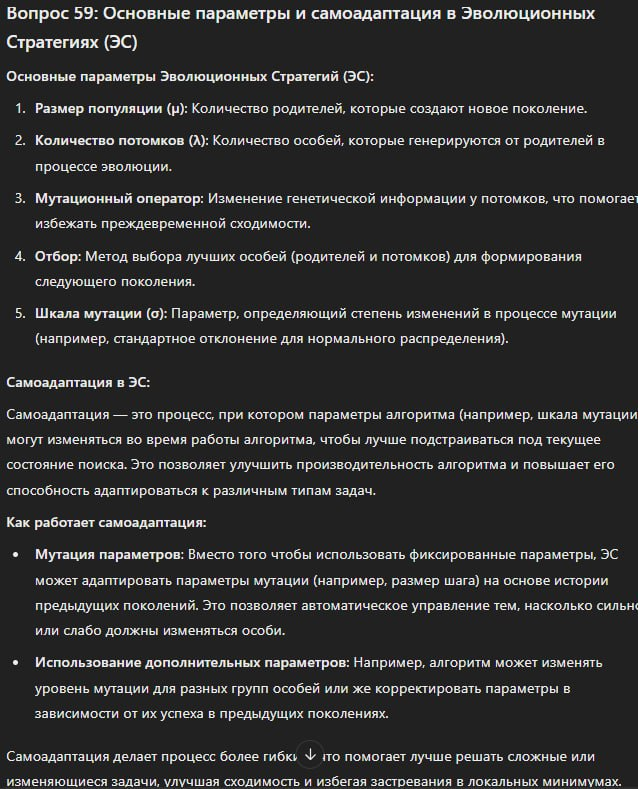 Вопрос 59: Основные параметры и самоадаптация в Эволюционных
Стратегиях (ЭС)
Основные параметры Эволюционных Стратегий (ЭС):
1. Размер популяции (μ): Количество родителей, которые создают новое поколение.
2. Количество потомков (λ): Количество особей, которые генерируются от родителей в
процессе эволюции.
3. Мутационный оператор: Изменение генетической информации у потомков, что помогает
избежать преждевременной сходимости.
4. Отбор: Метод выбора лучших особей (родителей и потомков) для формирования
следующего поколения.
5. Шкала мутации (σ): Параметр, определяющий степень изменений в процессе мутации
(например, стандартное отклонение для нормального распределения).
Самоадаптация в ЭС:
Самоадаптация — это процесс, при котором параметры алгоритма (например, шкала мутации
могут изменяться во время работы алгоритма, чтобы лучше подстраиваться под текущее
состояние поиска. Это позволяет улучшить производительность алгоритма и повышает его
способность адаптироваться к различным типам задач.
Как работает самоадаптация:
• Мутация параметров: Вместо того чтобы использовать фиксированные параметры, ЭС
может адаптировать параметры мутации (например, размер шага) на основе истории
предыдущих поколений. Это позволяет автоматическое управление тем, насколько сильно
или слабо должны изменяться особи.
• Использование дополнительных параметров: Например, алгоритм может изменять
уровень мутации для разных групп особей или же корректировать параметры в
зависимости от их успеха в предыдущих поколениях.
Самоадаптация делает процесс более гибки что помогает лучше решать сложные или
изменяющиеся задачи, улучшая сходимость и избегая застревания в локальных минимумах.